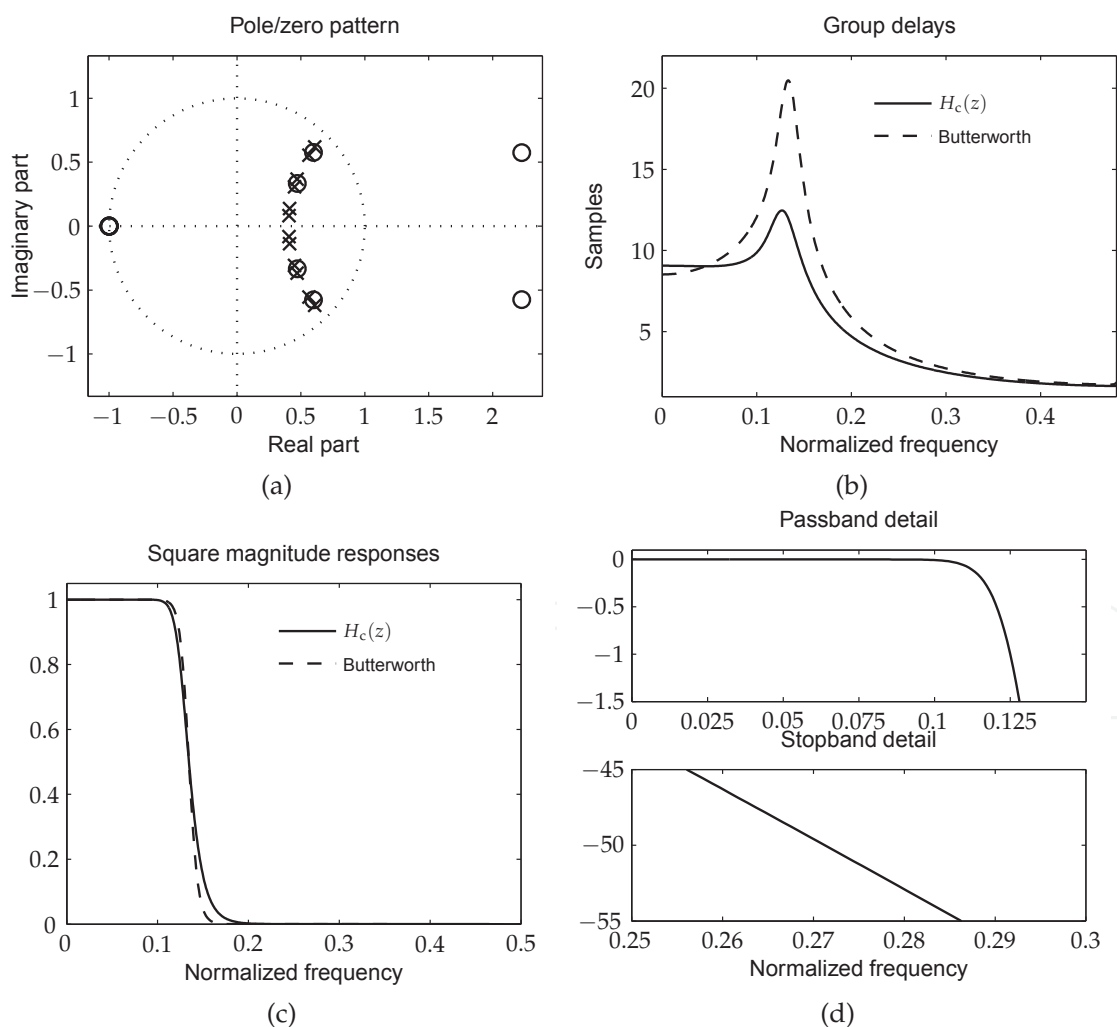 Pole/zero pattern
1
0.5
0
−0.5
−1
Imaginary part
−1
−0.5
0
0.5
1
1.5
2
Real part
(a)
Group delays
20
15
10
5
Samples
H_c(z)
Butterworth
0
0.1
0.2
0.3
0.4
Normalized frequency
(b)
Square magnitude responses
1
0.8
0.6
0.4
0.2
0
H_c(z)
Butterworth
0
0.1
0.2
0.3
0.4
0.5
Normalized frequency
(c)
Passband detail
0
−0.5
−1
−1.5
0
0.025
0.05
0.075
0.1
0.125
Stopband detail
−45
−50
−55
0.25
0.26
0.27
0.28
0.29
0.3
Normalized frequency
(d)